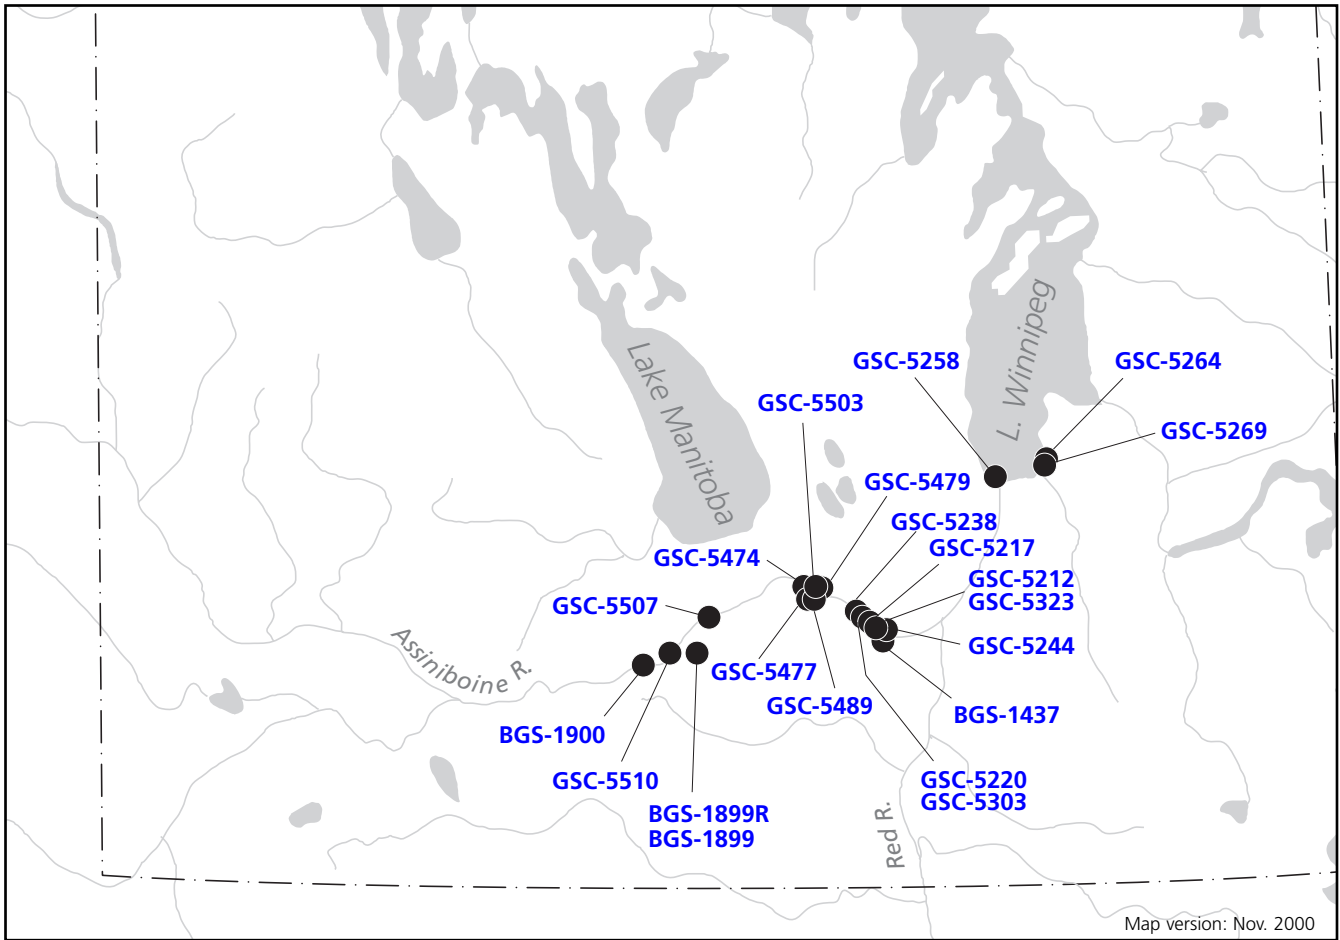 L. Winnipeg
GSC-5258
GSC-5264
Lake Manitoba
GSC-5503
GSC-5269
GSC-5479
GSC-5238
GSC-5217
GSC-5474
GSC-5212
GSC-5323
GSC-5507
GSC-5244
Assiniboine R.
GSC-5477
GSC-5489
BGS-1437
BGS-1900
GSC-5510
GSC-5220
GSC-5303
BGS-1899R
BGS-1899
Red R.
Map version: Nov. 2000